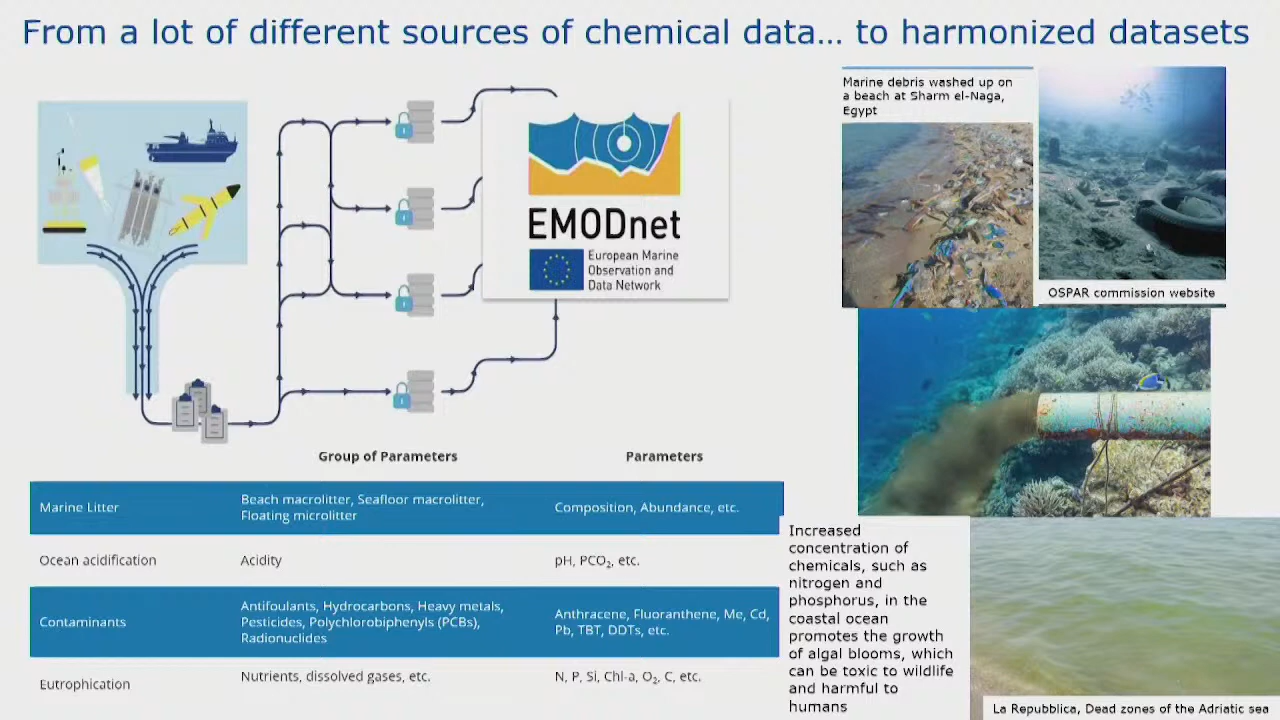 From a lot of different sources of chemical data... to harmonized datasets
Marine debris washed up on
a beach at Sharm el-Naga,
Egypt
EMODnet
European Marine
Observation and
Data Network
OSPAR commission website
Group of Parameters
Parameters
Marine Litter
Beach macrolitter, Seafloor macrolitter,
Floating microlitter
Composition, Abundance, etc.
Ocean acidification
Acidity
pH, PCO₂, etc.
Contaminants
Antifoulants, Hydrocarbons, Heavy metals,
Pesticides, Polychlorobiphenyls (PCBs),
Radionuclides
Anthracene, Fluoranthene, Me, Cd,
Pb, TBT, DDTs, etc.
Eutrophication
Nutrients, dissolved gases, etc.
N, P, Si, Chl-a, O₂, C, etc.
Increased
concentration of
chemicals, such as
nitrogen and
phosphorus, in the
coastal ocean
promotes the growth
of algal blooms, which
can be toxic to wildlife
and harmful to
humans
La Repubblica, Dead zones of the Adriatic sea